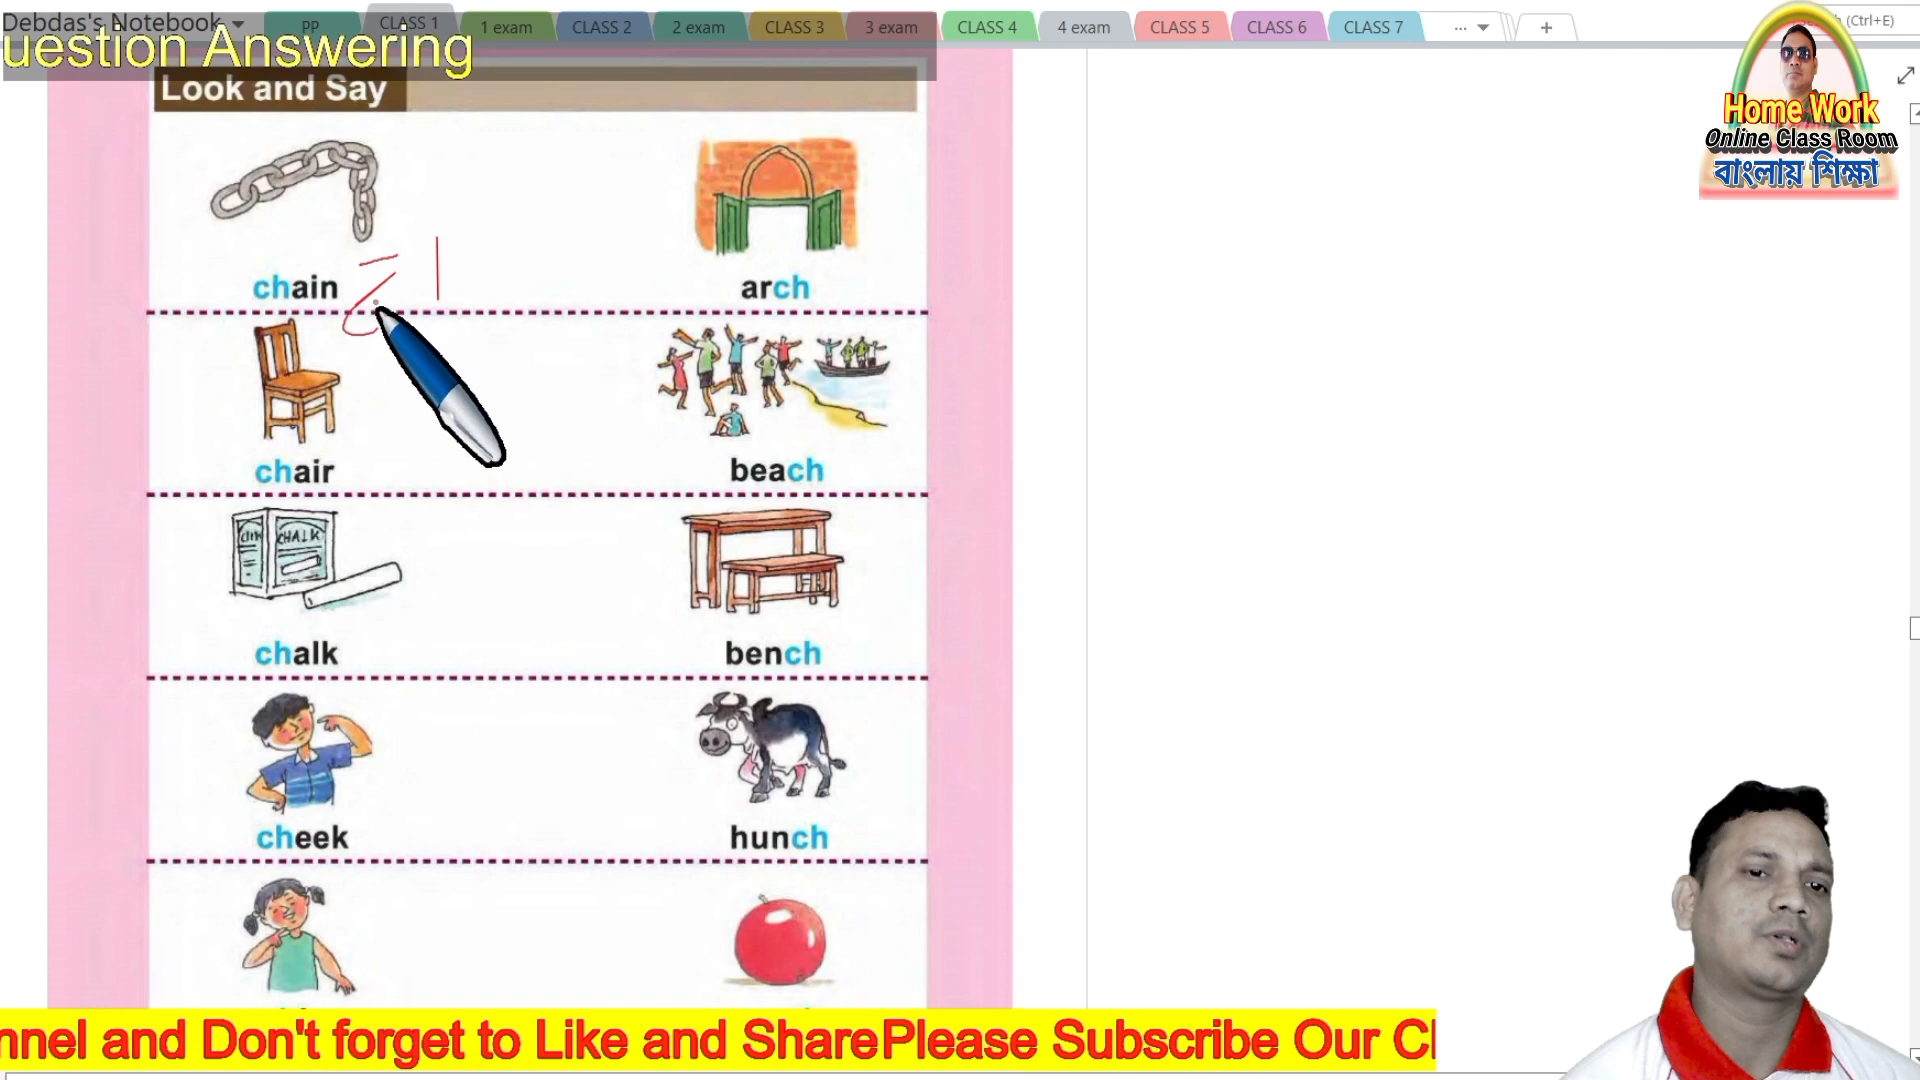 Debdas's Notebook
PP
CLASS 1
1 exam
CLASS 2
2 exam
CLASS 3
3 exam
CLASS 4
4 exam
CLASS 5
CLASS 6
CLASS 7
...
+
(Ctrl+E)
uestion Answering
Home Work
Online Class Room
বাংলায় শিক্ষা
Look and Say
chain
arch
chair
beach
CHALK
chalk
bench
cheek
hunch
nnel and Don't forget to Like and SharePlease Subscribe Our Cl